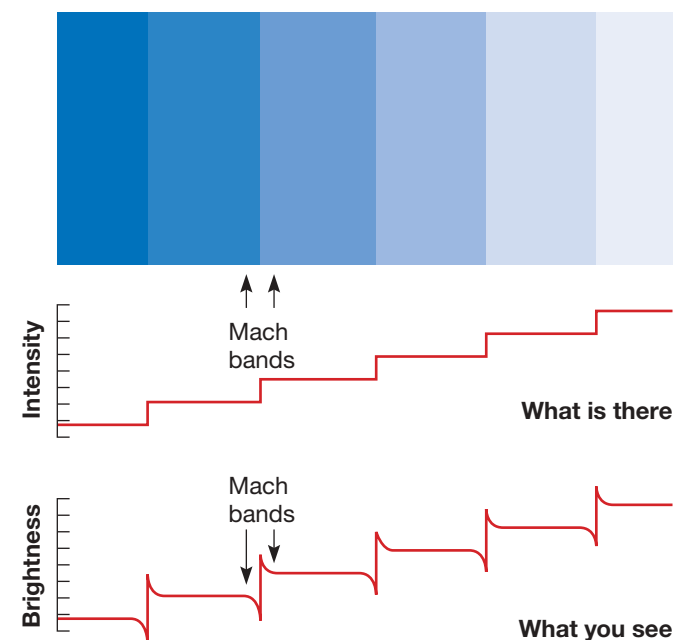 Mach
bands
Intensity
What is there
Mach
bands
Brightness
What you see